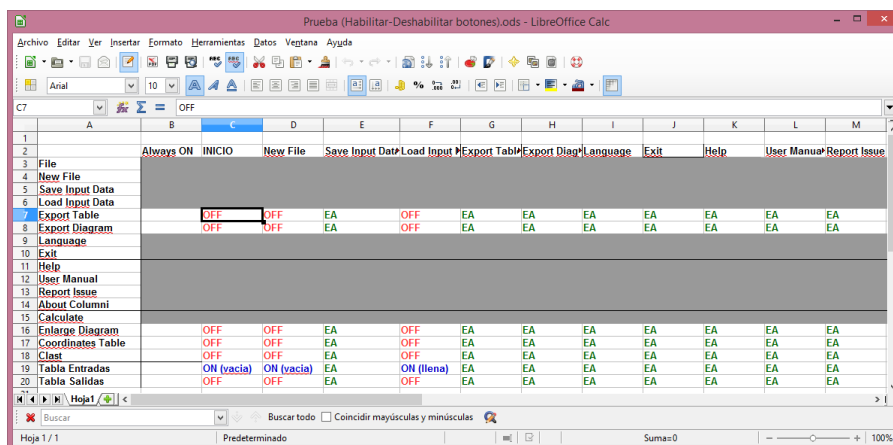 Prueba (Habilitar-Deshabilitar botones).ods - LibreOffice Calc
Archivo Editar Ver Insertar Formato Herramientas Datos Ventana Ayuda
Arial 10
C7 OFF
A B C D E F G H I J K L M
1
2 Always ON INICIO New File Save Input Data Load Input Export Table Export Diag Language Exit Help User Manual Report Issue
3 File
4 New File
5 Save Input Data
6 Load Input Data
7 Export Table OFF OFF EA OFF EA EA EA EA EA EA EA
8 Export Diagram OFF OFF EA OFF EA EA EA EA EA EA EA
9 Language
10 Exit
11 Help
12 User Manual
13 Report Issue
14 About Columni
15 Calculate
16 Enlarge Diagram OFF OFF EA OFF EA EA EA EA EA EA EA
17 Coordinates Table OFF OFF EA OFF EA EA EA EA EA EA EA
18 Clast OFF OFF EA OFF EA EA EA EA EA EA EA
19 Tabla Entradas ON (vacia) ON (vacia) EA ON (llena) EA EA EA EA EA EA EA
20 Tabla Salidas OFF OFF EA OFF EA EA EA EA EA EA EA
Hoja1
Buscar Buscar todo Coincidir mayúsculas y minúsculas
Hoja 1 / 1 Predeterminado Suma=0 100%